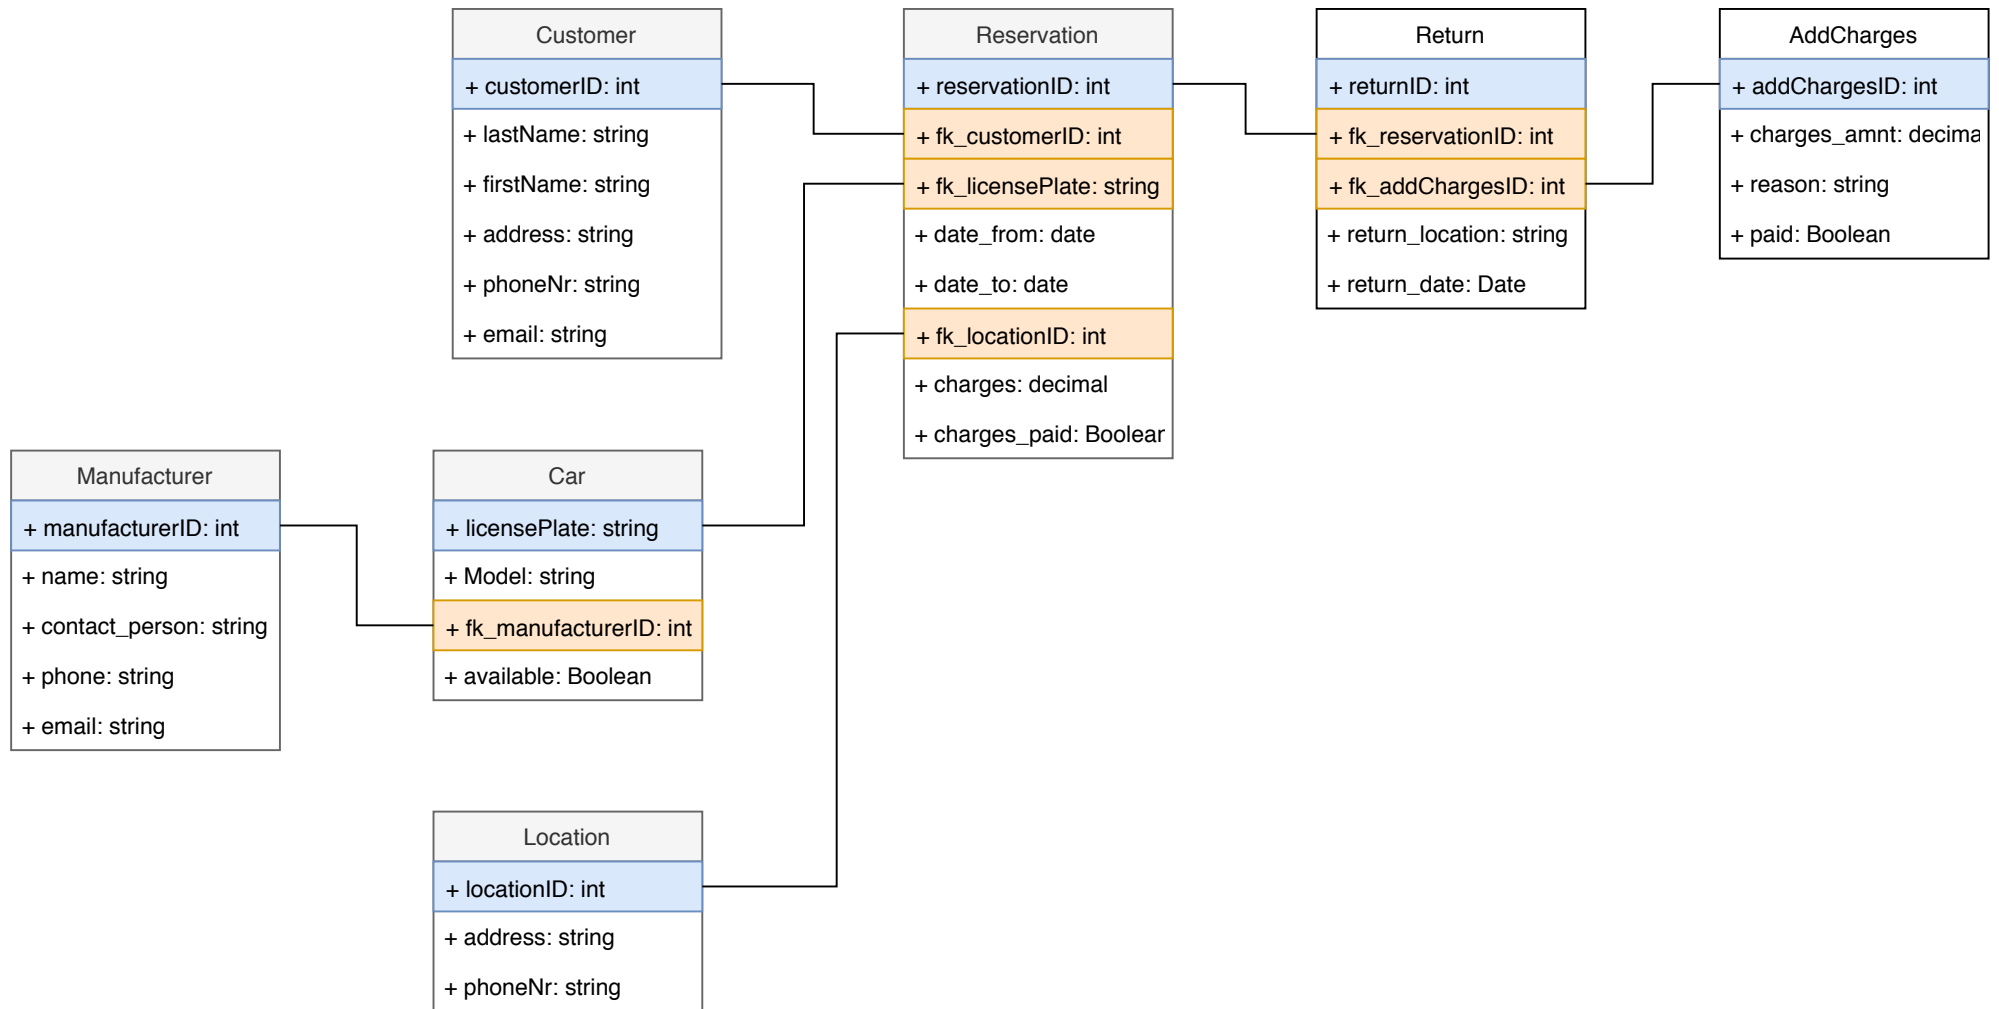 Customer
+ customerID: int
+ lastName: string
+ firstName: string
+ address: string
+ phoneNr: string
+ email: string
Reservation
+ reservationID: int
+ fk_customerID: int
+ fk_licensePlate: string
+ date_from: date
+ date_to: date
+ fk_locationID: int
+ charges: decimal
+ charges_paid: Boolear
Return
+ returnID: int
+ fk_reservationID: int
+ fk_addChargesID: int
+ return_location: string
+ return_date: Date
AddCharges
+ addChargesID: int
+ charges_amnt: decima
+ reason: string
+ paid: Boolean
Manufacturer
+ manufacturerID: int
+ name: string
+ contact_person: string
+ phone: string
+ email: string
Car
+ licensePlate: string
+ Model: string
+ fk_manufacturerID: int
+ available: Boolean
Location
+ locationID: int
+ address: string
+ phoneNr: string